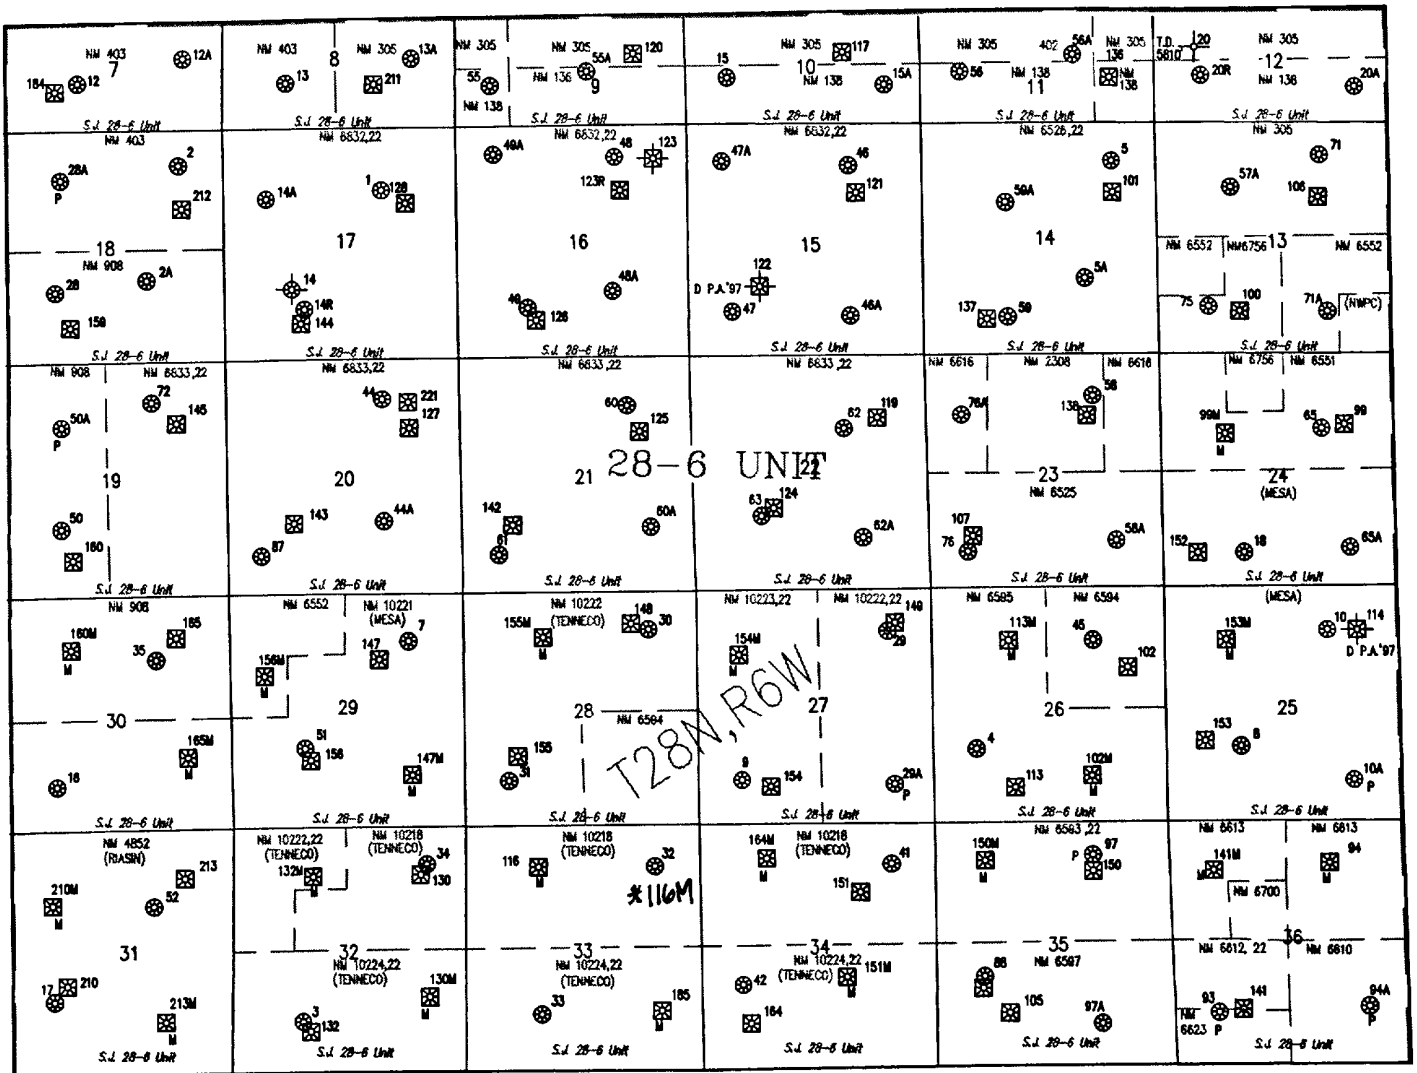 NM 403
7
12A
184
12
S.J. 28-6 Unit
NM 403
8
NM 305
13A
13
211
S.J. 28-6 Unit
NM 305
NM 305
120
55A
NM 136
55
9
NM 138
S.J. 28-6 Unit
NM 305
117
15
10
NM 138
15A
S.J. 28-6 Unit
NM 305
402
56A
NM 305
136
56
NM 138
11
NM
138
S.J. 28-6 Unit
T.D.
5810
20
NM 305
12
20R
NM 138
20A
S.J. 28-6 Unit
NM 403
2
28A
P
212
18
NM 908
2A
28
159
S.J. 28-6 Unit
NM 6832,22
1
128
14A
17
14
14R
144
S.J. 28-6 Unit
NM 6832,22
49A
48
123
123R
16
48A
49
126
S.J. 28-6 Unit
NM 6832,22
47A
46
121
15
122
D P.A.'97
47
46A
S.J. 28-6 Unit
NM 6526,22
5
101
59A
14
5A
137
59
S.J. 28-6 Unit
NM 305
71
57A
106
NM 6552
NM6756
13
NM 6552
75
100
71A
(NWPC)
S.J. 28-6 Unit
NM 908
NM 6833,22
72
145
50A
P
19
50
160
S.J. 28-6 Unit
NM 6833,22
44
221
127
20
143
44A
87
S.J. 28-6 Unit
NM 6833,22
60
125
21
142
60A
61
S.J. 28-6 Unit
28-6 UNIT
NM 6833,22
62
119
22
63
124
62A
S.J. 28-6 Unit
NM 6616
NM 2308
NM 6616
58
76A
138
23
NM 6525
107
76
58A
S.J. 28-6 Unit
NM 6756
NM 6551
99M
M
65
99
24
(MESA)
152
18
65A
S.J. 28-6 Unit
NM 908
160M
M
35
165
30
165M
M
16
S.J. 28-6 Unit
NM 6552
NM 10221
(MESA)
7
147
156M
M
29
51
156
147M
M
S.J. 28-6 Unit
NM 10222
(TENNECO)
155M
M
148
30
28
NM 6594
155
31
S.J. 28-6 Unit
T28N,R6W
NM 10223,22
NM 10222,22
149
154M
M
29
27
9
154
29A
P
S.J. 28-6 Unit
NM 6595
NM 6594
113M
M
45
102
26
4
113
102M
M
S.J. 28-6 Unit
(MESA)
153M
M
10
114
D P.A.'97
25
153
8
10A
P
S.J. 28-6 Unit
NM 4852
(RIASIN)
213
210M
M
52
31
17
210
213M
M
S.J. 28-6 Unit
NM 10222,22
(TENNECO)
NM 10218
(TENNECO)
132M
M
34
130
32
NM 10224,22
(TENNECO)
130M
M
3
132
S.J. 28-6 Unit
NM 10218
(TENNECO)
116
M
32
*116M
33
NM 10224,22
(TENNECO)
33
185
M
S.J. 28-6 Unit
164M
M
NM 10218
(TENNECO)
41
151
34
NM 10224,22
(TENNECO)
151M
M
42
164
S.J. 28-6 Unit
NM 6593,22
150M
M
97
P
150
35
NM 6597
86
105
97A
S.J. 28-6 Unit
NM 6613
NM 6613
141M
M
94
M
NM 6700
36
NM 6612, 22
NM 6610
93
P
NM
6623
141
94A
P
S.J. 28-6 Unit